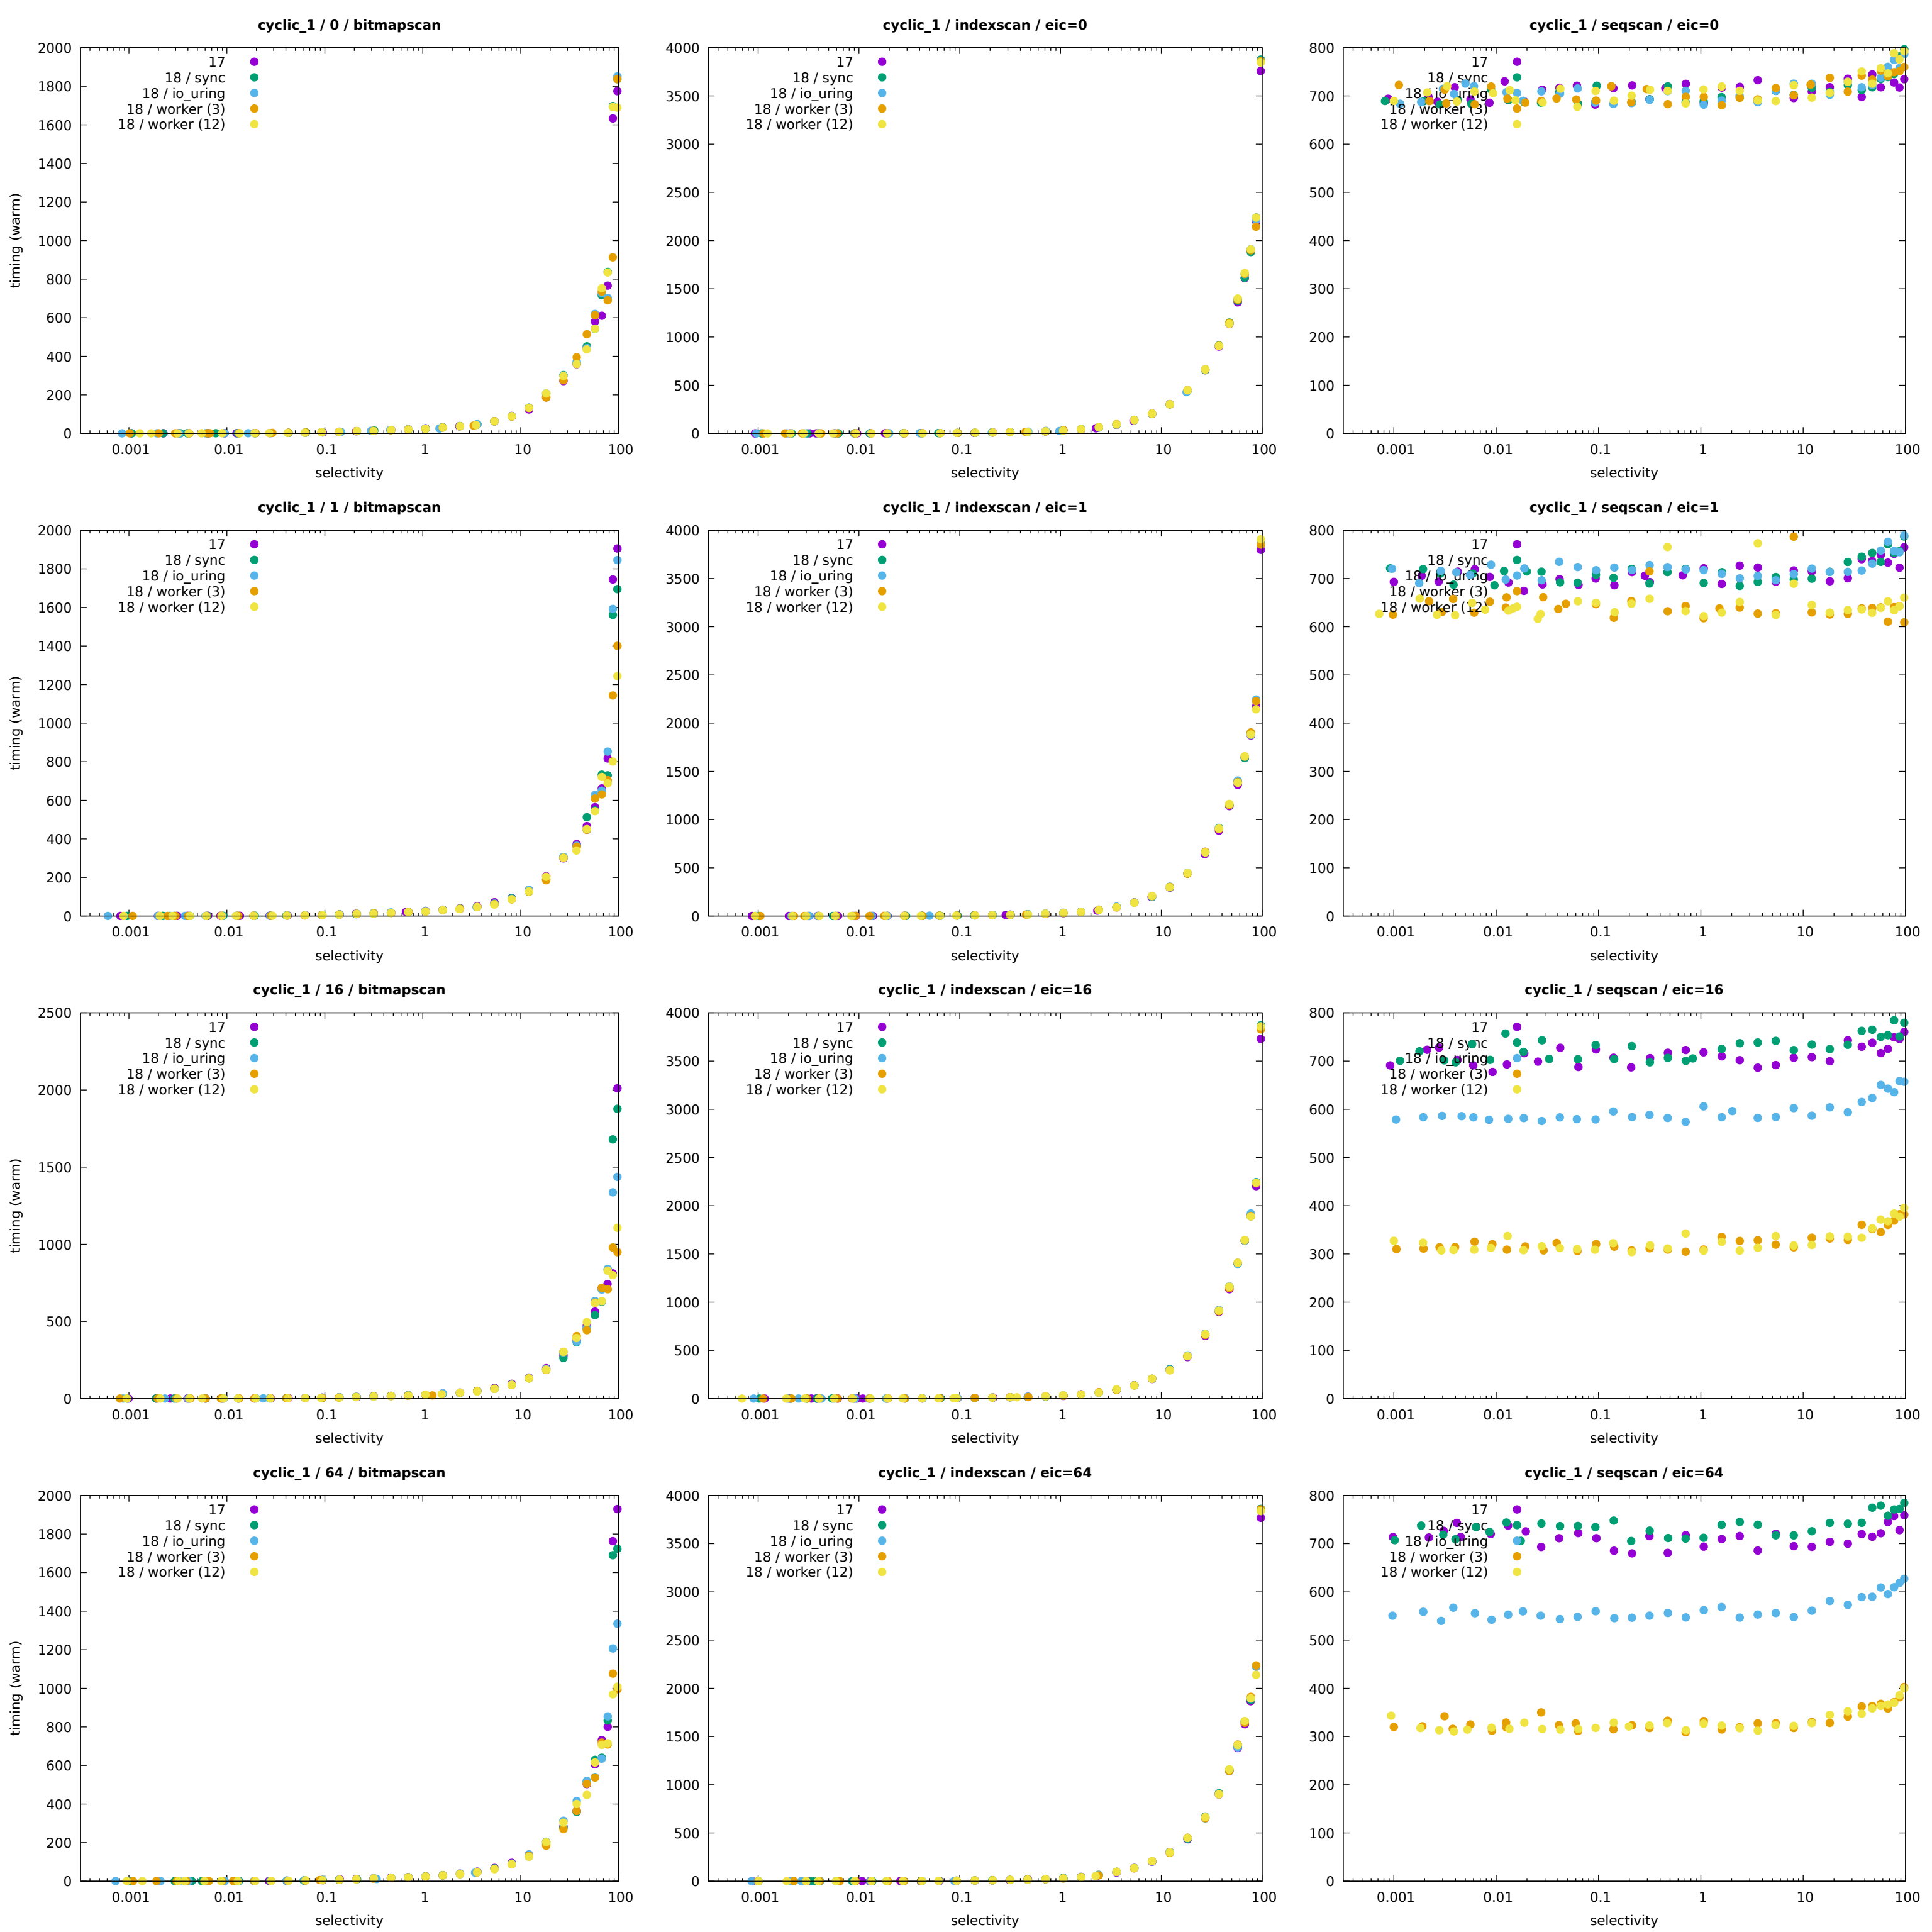 cyclic_1 / 0 / bitmapscan
timing (warm)
2000
1800
1600
1400
1200
1000
800
600
400
200
0
17
18 / sync
18 / io_uring
18 / worker (3)
18 / worker (12)
0.001 0.01 0.1 1 10 100
selectivity
cyclic_1 / indexscan / eic=0
4000
3500
3000
2500
2000
1500
1000
500
0
17
18 / sync
18 / io_uring
18 / worker (3)
18 / worker (12)
0.001 0.01 0.1 1 10 100
selectivity
cyclic_1 / seqscan / eic=0
800
700
600
500
400
300
200
100
0
17
18 / sync
18 / io_uring
18 / worker (3)
18 / worker (12)
0.001 0.01 0.1 1 10 100
selectivity
cyclic_1 / 1 / bitmapscan
timing (warm)
2000
1800
1600
1400
1200
1000
800
600
400
200
0
17
18 / sync
18 / io_uring
18 / worker (3)
18 / worker (12)
0.001 0.01 0.1 1 10 100
selectivity
cyclic_1 / indexscan / eic=1
4000
3500
3000
2500
2000
1500
1000
500
0
17
18 / sync
18 / io_uring
18 / worker (3)
18 / worker (12)
0.001 0.01 0.1 1 10 100
selectivity
cyclic_1 / seqscan / eic=1
800
700
600
500
400
300
200
100
0
17
18 / sync
18 / io_uring
18 / worker (3)
18 / worker (12)
0.001 0.01 0.1 1 10 100
selectivity
cyclic_1 / 16 / bitmapscan
timing (warm)
2500
2000
1500
1000
500
0
17
18 / sync
18 / io_uring
18 / worker (3)
18 / worker (12)
0.001 0.01 0.1 1 10 100
selectivity
cyclic_1 / indexscan / eic=16
4000
3500
3000
2500
2000
1500
1000
500
0
17
18 / sync
18 / io_uring
18 / worker (3)
18 / worker (12)
0.001 0.01 0.1 1 10 100
selectivity
cyclic_1 / seqscan / eic=16
800
700
600
500
400
300
200
100
0
17
18 / sync
18 / io_uring
18 / worker (3)
18 / worker (12)
0.001 0.01 0.1 1 10 100
selectivity
cyclic_1 / 64 / bitmapscan
timing (warm)
2000
1800
1600
1400
1200
1000
800
600
400
200
0
17
18 / sync
18 / io_uring
18 / worker (3)
18 / worker (12)
0.001 0.01 0.1 1 10 100
selectivity
cyclic_1 / indexscan / eic=64
4000
3500
3000
2500
2000
1500
1000
500
0
17
18 / sync
18 / io_uring
18 / worker (3)
18 / worker (12)
0.001 0.01 0.1 1 10 100
selectivity
cyclic_1 / seqscan / eic=64
800
700
600
500
400
300
200
100
0
17
18 / sync
18 / io_uring
18 / worker (3)
18 / worker (12)
0.001 0.01 0.1 1 10 100
selectivity